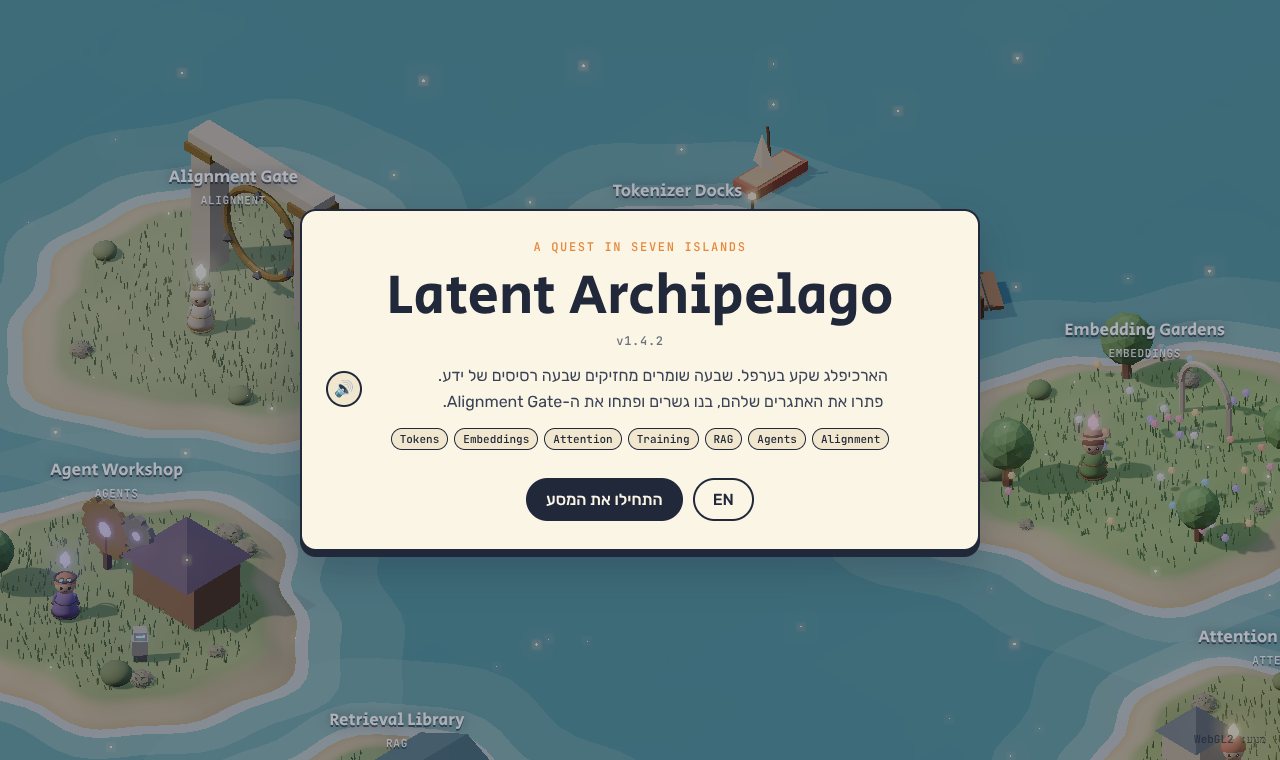 Alignment Gate
ALIGNMENT
Tokenizer Docks
A QUEST IN SEVEN ISLANDS
Latent Archipelago
v1.4.2
הארכיפלג שקע בערפל. שבעה שומרים מחזיקים שבעה רסיסים של ידע.
פתרו את האתגרים שלהם, בנו גשרים ופתחו את ה-Alignment Gate.
Tokens Embeddings Attention Training RAG Agents Alignment
התחילו את המסע
EN
Embedding Gardens
EMBEDDINGS
Agent Workshop
AGENTS
Attention
ATTE
Retrieval Library
RAG
WebGL2